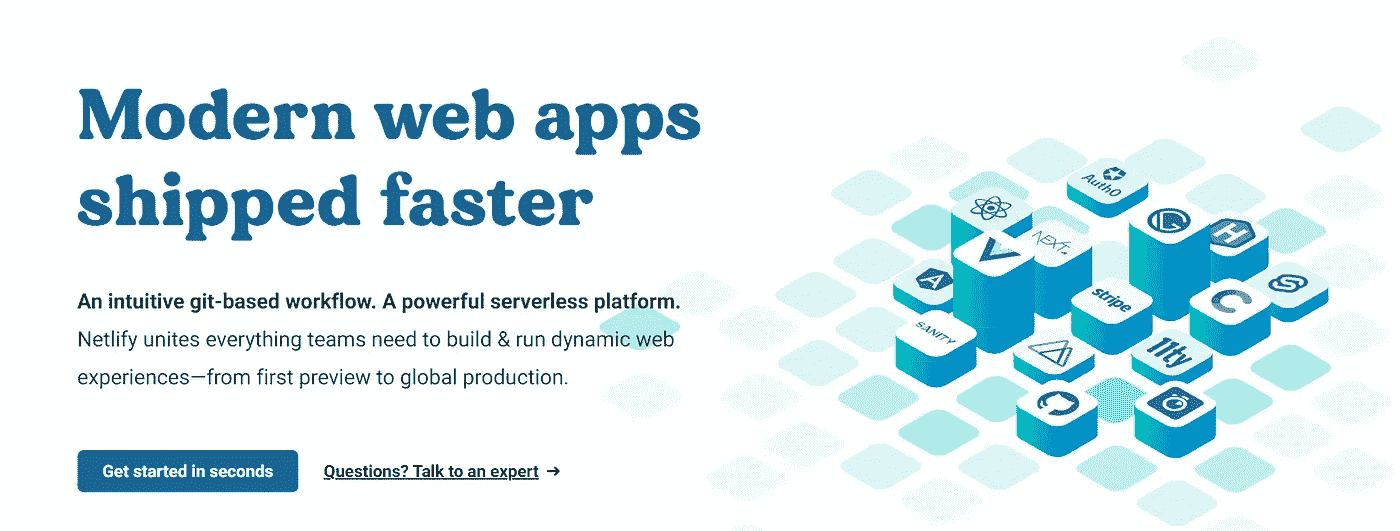 Modern web apps
shipped faster
An intuitive git-based workflow. A powerful serverless platform.
Netlify unites everything teams need to build & run dynamic web
experiences—from first preview to global production.
Get started in seconds
Questions? Talk to an expert →
Auth0
NEXT.
stripe
SANITY
11ty